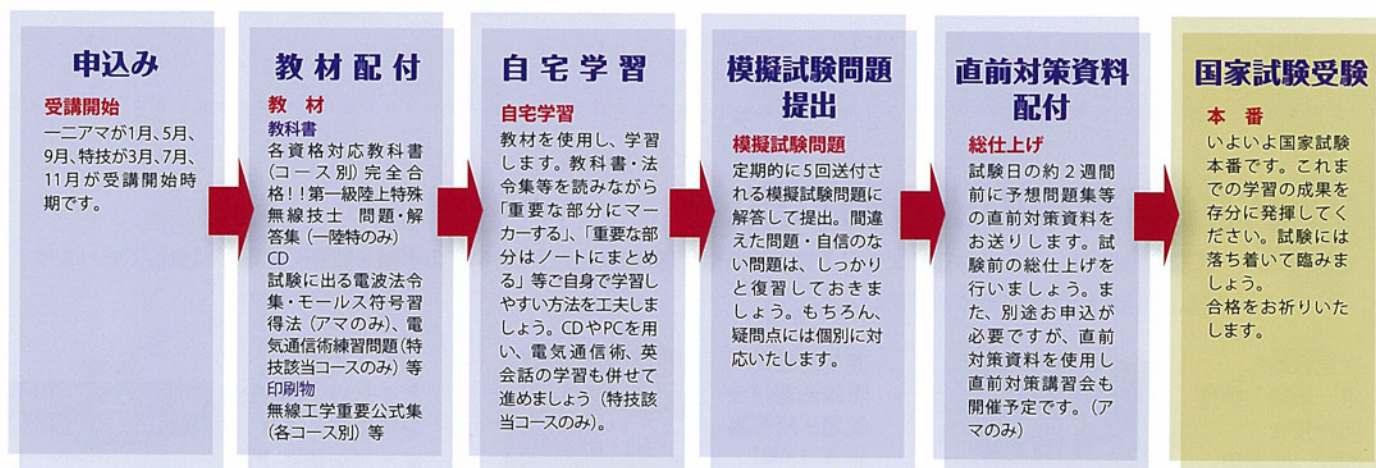 申込み
受講開始
一二アマが1月、5月、
9月、特技が3月、7月、
11月が受講開始時
期です。
教材配付
教 材
教科書
各資格対応教科書
(コース別)完全合
格!!第一級陸上特殊
無線技士 問題・解
答集 (一陸特のみ)
CD
試験に出る電波法令
集・モールス符号習
得法 (アマのみ)、電
気通信術練習問題(特
技該当コースのみ) 等
印刷物
無線工学重要公式集
(各コース別) 等
自宅学習
自宅学習
教材を使用し、学習
します。教科書・法
令集等を読みながら
「重要な部分にマー
カーする」、「重要な部
分はノートにまとめ
る」等ご自身で学習し
やすい方法を工夫しま
しょう。CDやPCを用
い、電気通信術、英
会話の学習も併せて
進めましょう (特技該
当コースのみ)。
模擬試験問題
提出
模擬試験問題
定期的に5回送付さ
れる模擬試験問題に
解答して提出。間違
えた問題・自信のな
い問題は、しっかり
と復習しておきま
しょう。もちろん、
疑問点には個別に対
応いたします。
直前対策資料
配付
総仕上げ
試験日の約2週間
前に予想問題集等
の直前対策資料を
お送りします。試
験前の総仕上げを
行いましょう。ま
た、別途お申込が
必要ですが、直前
対策資料を使用し
直前対策講習会も
開催予定です。(ア
マのみ)
国家試験受験
本 番
いよいよ国家試験
本番です。これま
での学習の成果を
存分に発揮してく
ださい。試験には
落ち着いて臨みま
しょう。
合格をお祈りいた
します。